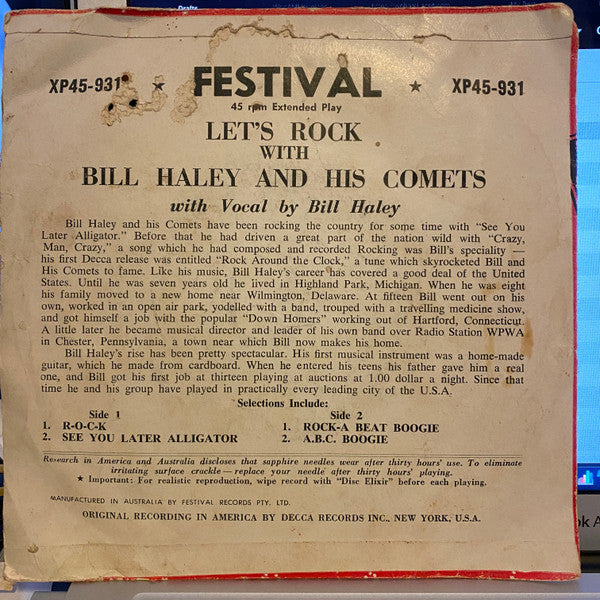 Drafts
XP45-931 ★ FESTIVAL ★ XP45-931
45 rpm Extended Play
LET'S ROCK
WITH
BILL HALEY AND HIS COMETS
with Vocal by Bill Haley
Bill Haley and his Comets have been rocking the country for some time with "See You
Later Alligator." Before that he had driven a great part of the nation wild with "Crazy,
Man, Crazy," a song which he had composed and recorded Rocking was Bill's speciality —
his first Decca release was entitled "Rock Around the Clock," a tune which skyrocketed Bill and
His Comets to fame. Like his music, Bill Haley's career has covered a good deal of the United
States. Until he was seven years old he lived in Highland Park, Michigan. When he was eight
his family moved to a new home near Wilmington, Delaware. At fifteen Bill went out on his
own, worked in an open air park, yodelled with a band, trouped with a travelling medicine show,
and got himself a job with the popular "Down Homers" working out of Hartford, Connecticut.
A little later he became musical director and leader of his own band over Radio Station WPWA
in Chester, Pennsylvania, a town near which Bill now makes his home.
Bill Haley's rise has been pretty spectacular. His first musical instrument was a home-made
guitar, which he made from cardboard. When he entered his teens his father gave him a real
one, and Bill got his first job at thirteen playing at auctions at 1.00 dollar a night. Since that
time he and his group have played in practically every leading city of the U.S.A.
Selections Include:
Side 1 Side 2
1. R-O-C-K 1. ROCK-A BEAT BOOGIE
2. SEE YOU LATER ALLIGATOR 2. A.B.C. BOOGIE
Research in America and Australia discloses that sapphire needles wear after thirty hours' use. To eliminate
irritating surface crackle — replace your needle after thirty hours' playing.
★ Important: For realistic reproduction, wipe record with "Disc Elixir" before each playing.
MANUFACTURED IN AUSTRALIA BY FESTIVAL RECORDS PTY. LTD.
ORIGINAL RECORDING IN AMERICA BY DECCA RECORDS INC., NEW YORK, U.S.A.